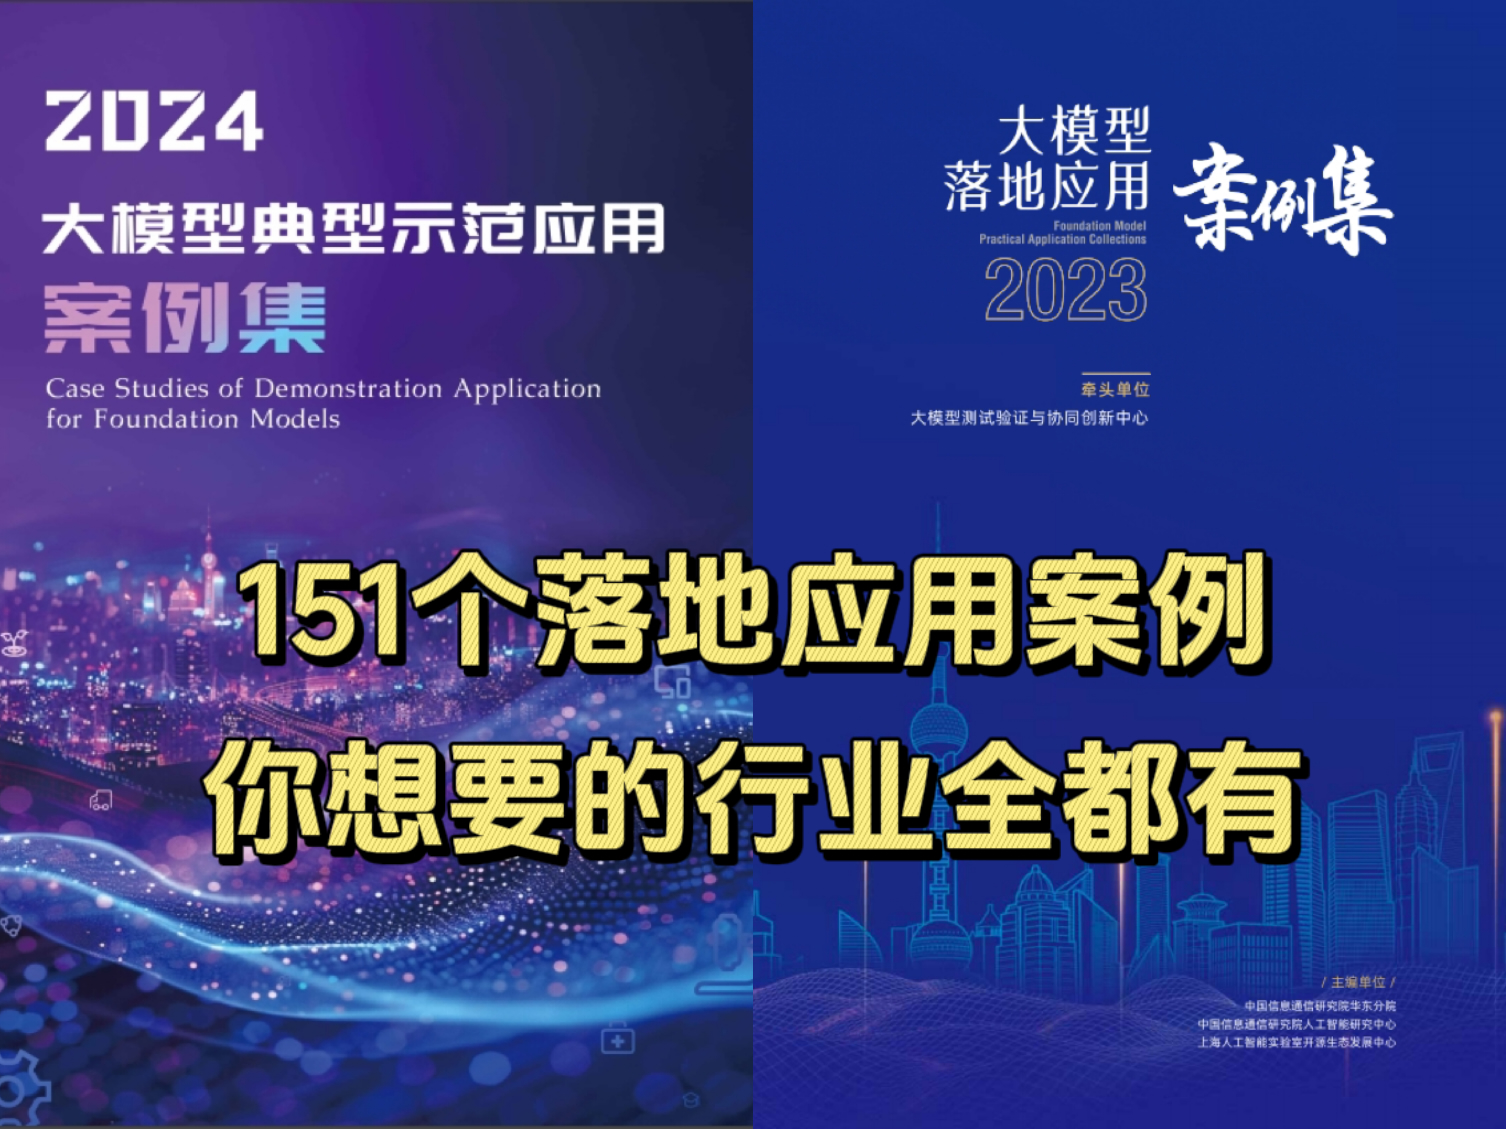 2024
大模型典型示范应用
案例集
Case Studies of Demonstration Application
for Foundation Models
大模型
落地应用
案例集
Foundation Model
Practical Application Collections
2023
牵头单位
大模型测试验证与协同创新中心
151个落地应用案例
你想要的行业全都有
/ 主编单位 /
中国信息通信研究院华东分院
中国信息通信研究院人工智能研究中心
上海人工智能实验室开源生态发展中心